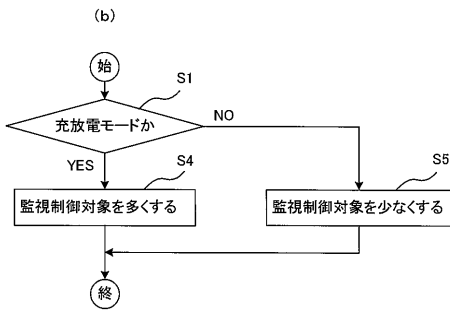 (b)
始
S1
充放電モードか
NO
YES
S4
S5
監視制御対象を多くする
監視制御対象を少なくする
終